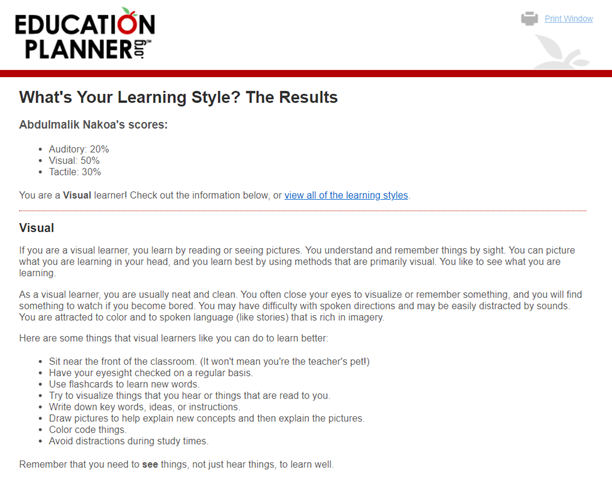 EDUCATION
PLANNER.org
Print Window
What's Your Learning Style? The Results
Abdulmalik Nakoa's scores:
Auditory: 20%
Visual: 50%
Tactile: 30%
You are a Visual learner! Check out the information below, or view all of the learning styles.
Visual
If you are a visual learner, you learn by reading or seeing pictures. You understand and remember things by sight. You can picture
what you are learning in your head, and you learn best by using methods that are primarily visual. You like to see what you are
learning.
As a visual learner, you are usually neat and clean. You often close your eyes to visualize or remember something, and you will find
something to watch if you become bored. You may have difficulty with spoken directions and may be easily distracted by sounds.
You are attracted to color and to spoken language (like stories) that is rich in imagery.
Here are some things that visual learners like you can do to learn better:
Sit near the front of the classroom. (It won't mean you're the teacher's pet!)
Have your eyesight checked on a regular basis.
Use flashcards to learn new words.
Try to visualize things that you hear or things that are read to you.
Write down key words, ideas, or instructions.
Draw pictures to help explain new concepts and then explain the pictures.
Color code things.
Avoid distractions during study times.
Remember that you need to see things, not just hear things, to learn well.